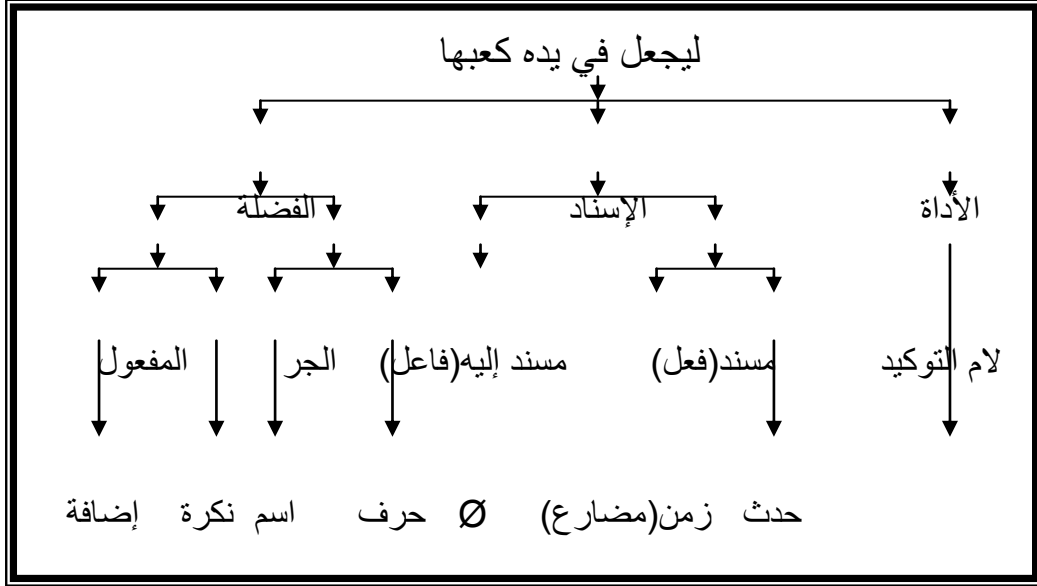 ليجعل في يده كعبها
الأداة الإسناد الفضلة
لام التوكيد مسند(فعل) مسند إليه(فاعل) الجر المفعول
حدث زمن(مضارع) Ø حرف اسم نكرة إضافة